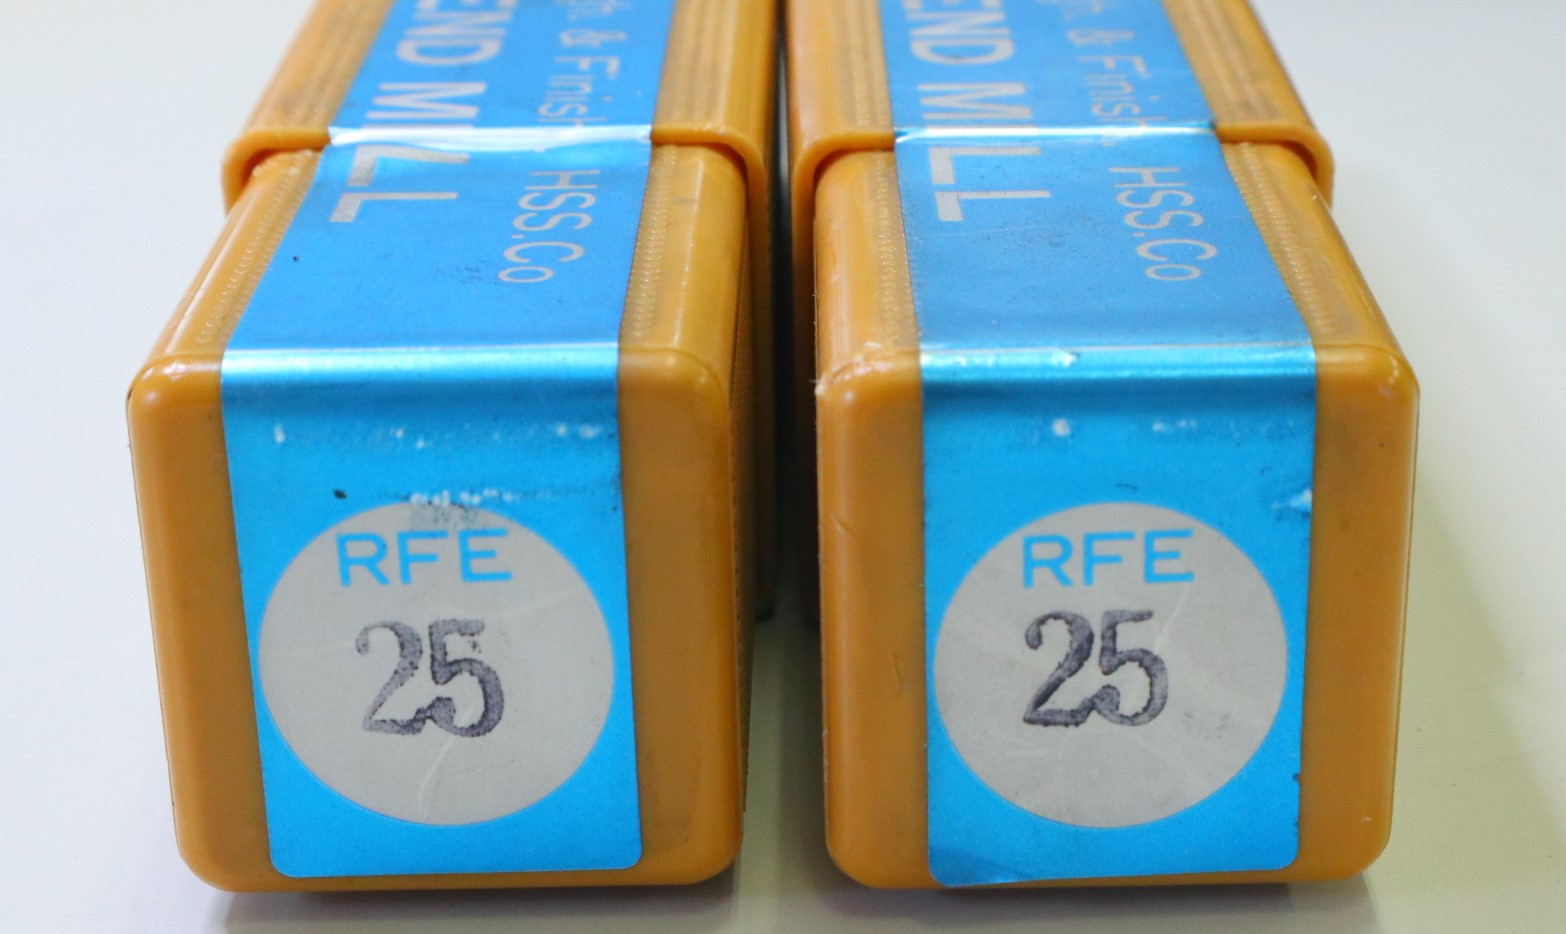 & Finish HSS.Co
END MILL
RFE
25
& Finish HSS.Co
END MILL
RFE
25